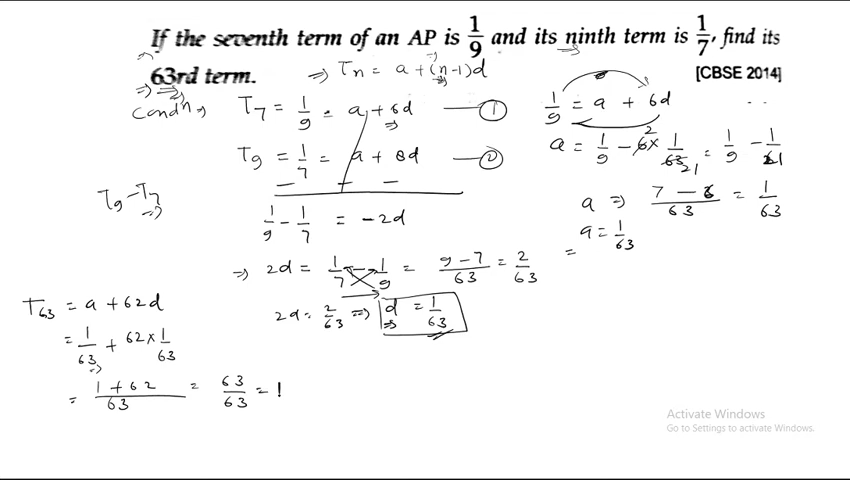 If the seventh term of an AP is 1/9 and its ninth term is 1/7, find its
63rd term. [CBSE 2014]
⇒ Tn = a + (n-1)d
Condn⇒ T7 = 1/9 = a + 6d — ①
T9 = 1/7 = a + 8d — ②
T9 - T7
⇒
- - -
1/9 - 1/7 = -2d
⇒ 2d = 1/7 - 1/9 = 9-7/63 = 2/63
2d = 2/63 ⇒ d = 1/63
1/9 = a + 6d
a = 1/9 - 6 × 1/63 = 1/9 -
a ⇒ 7 - 6/63 = 1/63
a = 1/63
=
T63 = a + 62d
= 1/63 + 62 × 1/63
= 1 + 62/63 = 63/63 = 1
Activate Windows
Go to Settings to activate Windows.